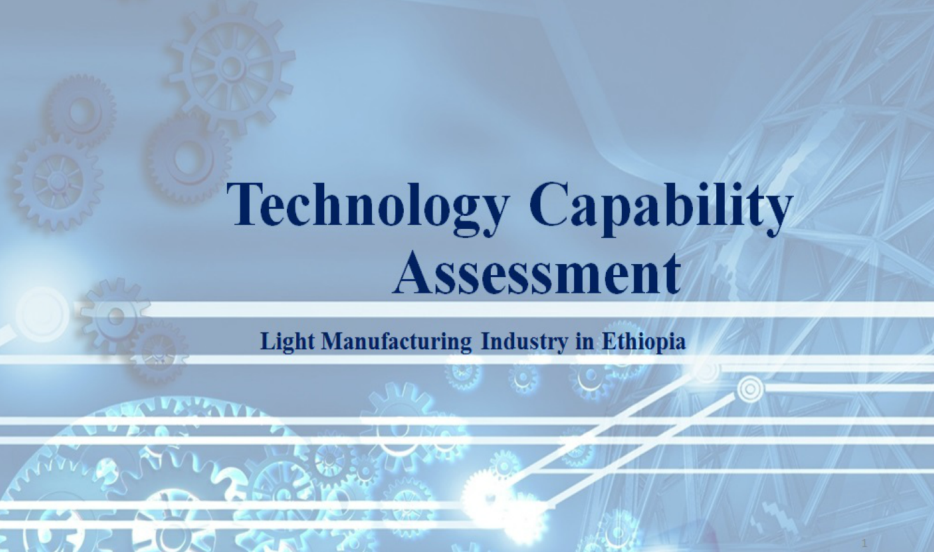 Technology Capability
Assessment
Light Manufacturing Industry in Ethiopia
1